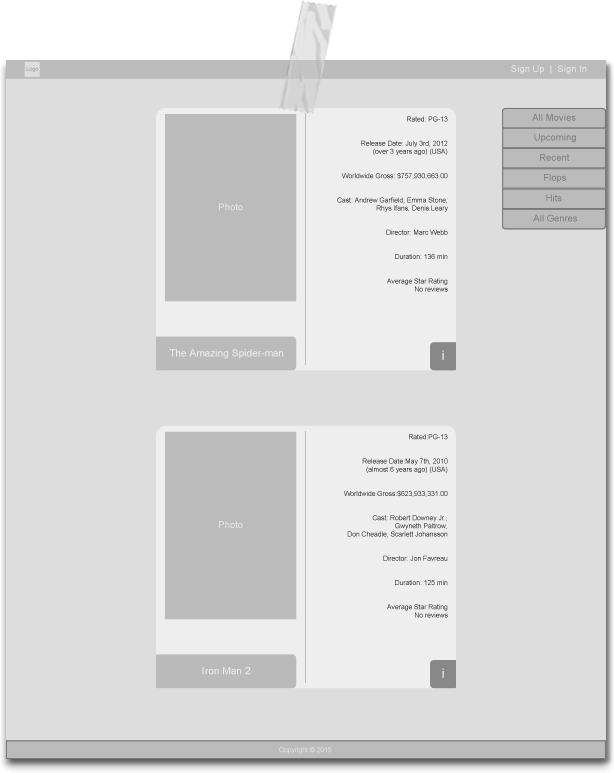 Logo
Sign Up | Sign In
Rated: PG-13
Release Date: July 3rd, 2012
(over 3 years ago) (USA)
Worldwide Gross: $757,930,663.00
Cast: Andrew Garfield, Emma Stone,
Rhys Ifans, Denis Leary
Director: Marc Webb
Duration: 136 min
Average Star Rating
No reviews
Photo
The Amazing Spider-man
i
All Movies
Upcoming
Recent
Flops
Hits
All Genres
Rated:PG-13
Release Date:May 7th, 2010
(almost 6 years ago) (USA)
Worldwide Gross:$623,933,331.00
Cast: Robert Downey Jr.,
Gwyneth Paltrow,
Don Cheadle, Scarlett Johansson
Director: Jon Favreau
Duration: 125 min
Average Star Rating
No reviews
Photo
Iron Man 2
i
Copyright © 2015